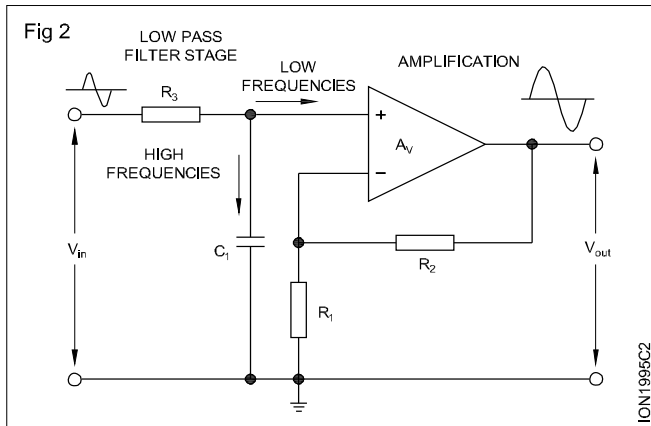 Fig 2
LOW PASS
FILTER STAGE
LOW
FREQUENCIES
AMPLIFICATION
R3
HIGH
FREQUENCIES
+
AV
−
Vin
C1
R2
Vout
R1
ION1995C2